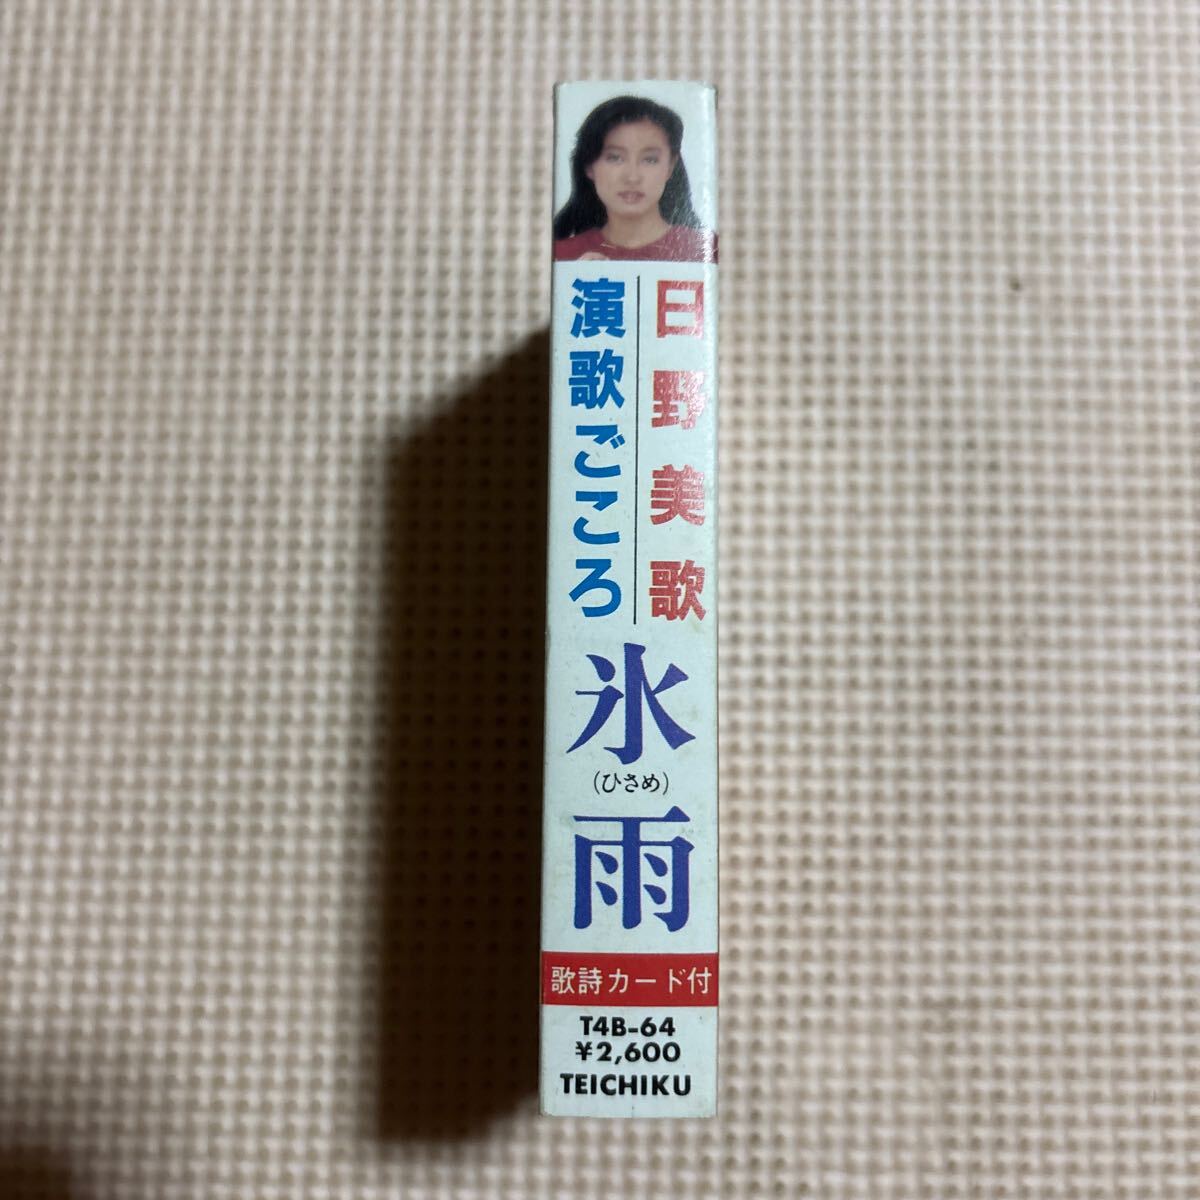 日野美歌
演歌ごころ
氷雨
(ひさめ)
歌詩カード付
T4B-64
¥2,600
TEICHIKU